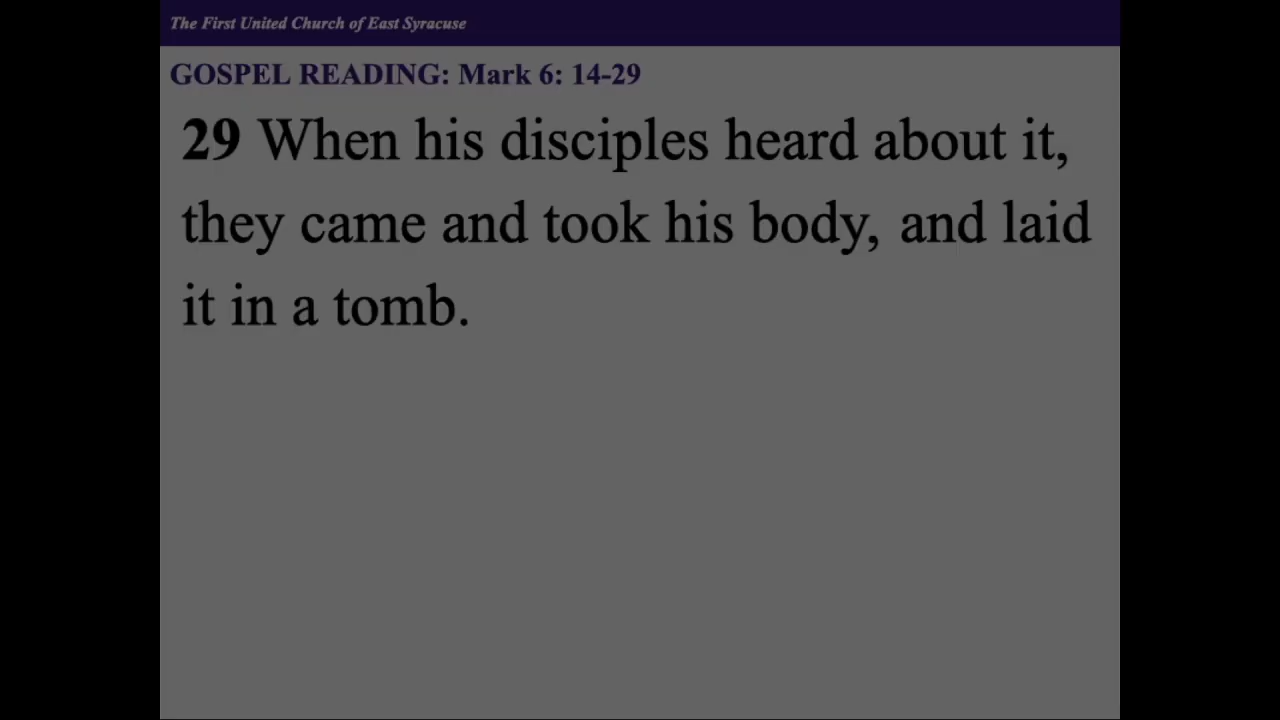 The First United Church of East Syracuse
GOSPEL READING: Mark 6: 14-29
29 When his disciples heard about it,
they came and took his body, and laid
it in a tomb.